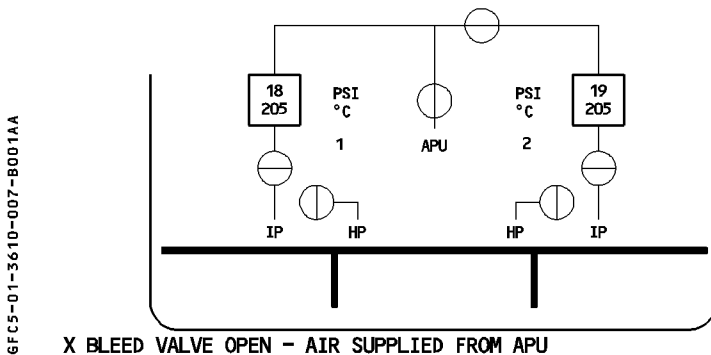 18 PSI PSI 19
205 °C °C 205
1 APU 2
IP HP HP IP
X BLEED VALVE OPEN - AIR SUPPLIED FROM APU
GFC5-01-3610-007-B001AA